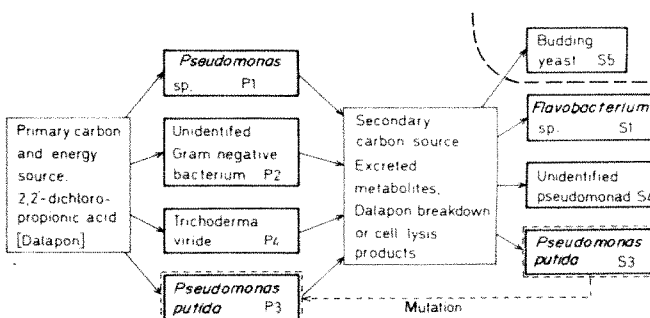 Primary carbon
and energy
source.
2,2'-dichloro-
propionic acid
[Dalapon]
Pseudomonas
sp. P1
Unidentifed
Gram negative
bacterium P2
Trichoderma
viride P4
Pseudomonas
putida P3
Secondary
carbon source
Excreted
metabolites,
Dalapon breakdown
or cell lysis
products
Budding
yeast S5
Flavobacterium
sp. S1
Unidentified
pseudomonad S4
Pseudomonas
putida S3
Mutation